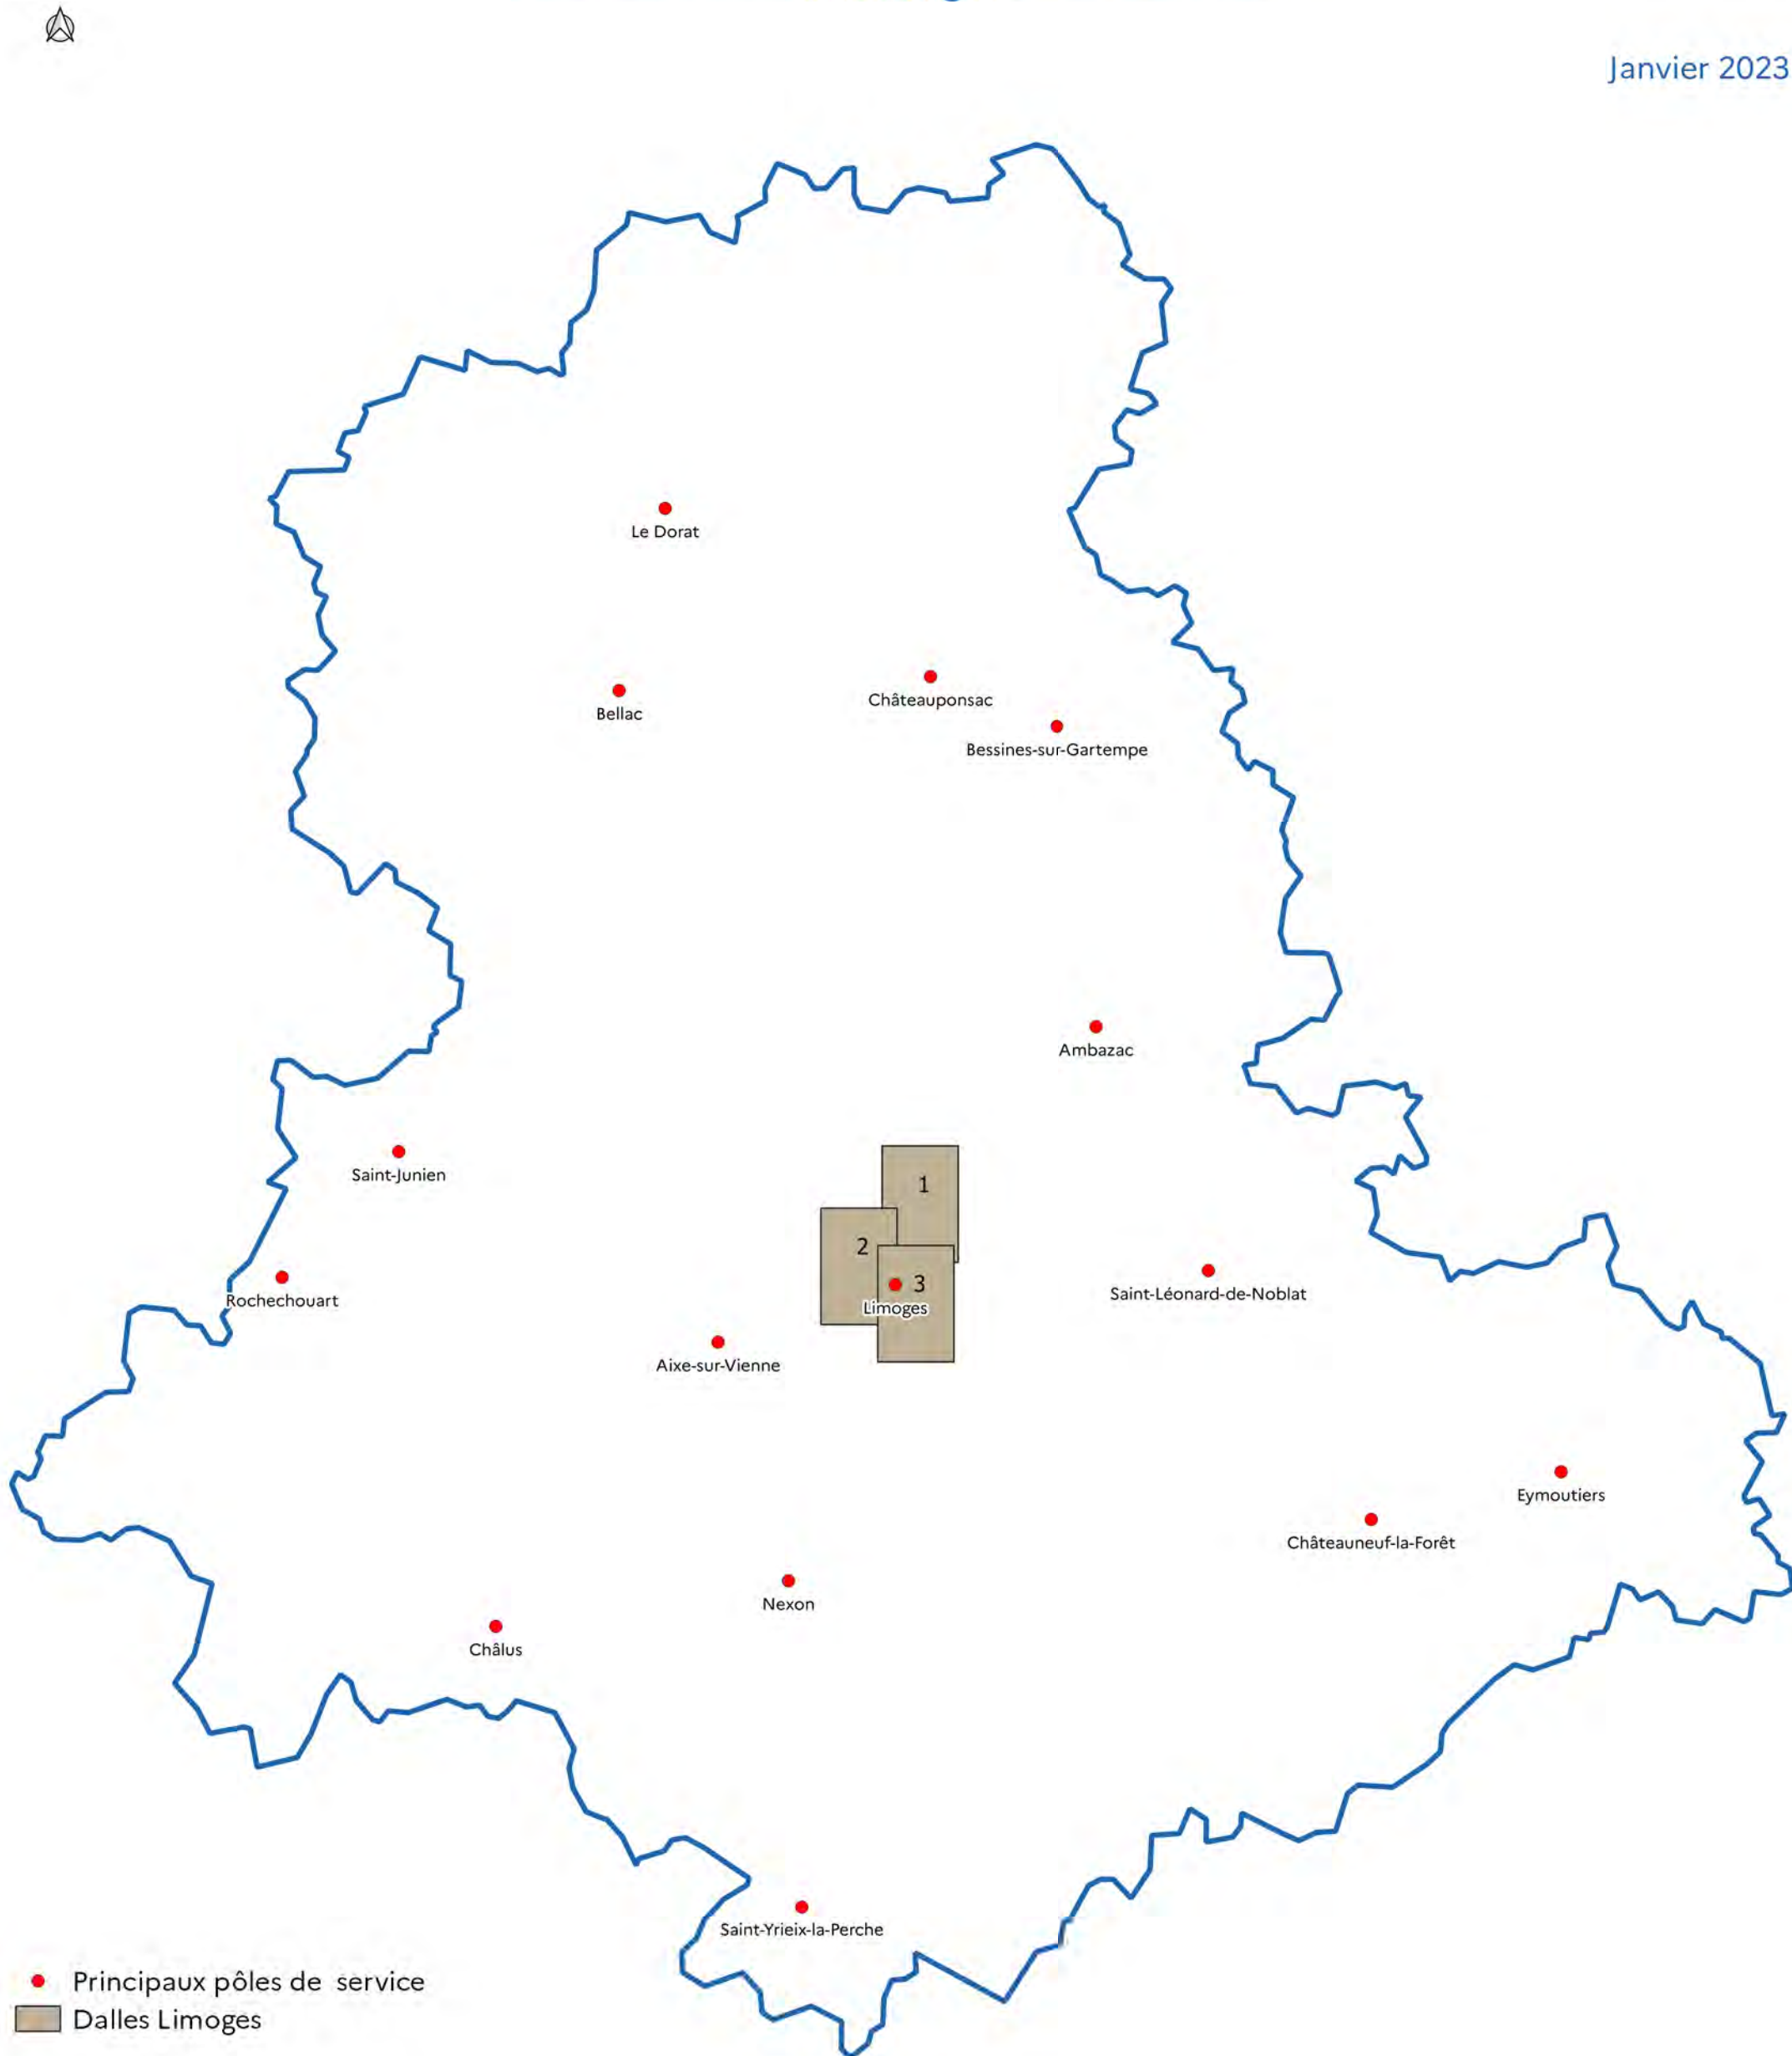 Janvier 2023
Le Dorat
Bellac
Châteauponsac
Bessines-sur-Gartempe
Ambazac
Saint-Junien
1
2
3
Rochechouart
Limoges
Saint-Léonard-de-Noblat
Aixe-sur-Vienne
Eymoutiers
Châteauneuf-la-Forêt
Nexon
Châlus
Saint-Yrieix-la-Perche
Principaux pôles de service
Dalles Limoges